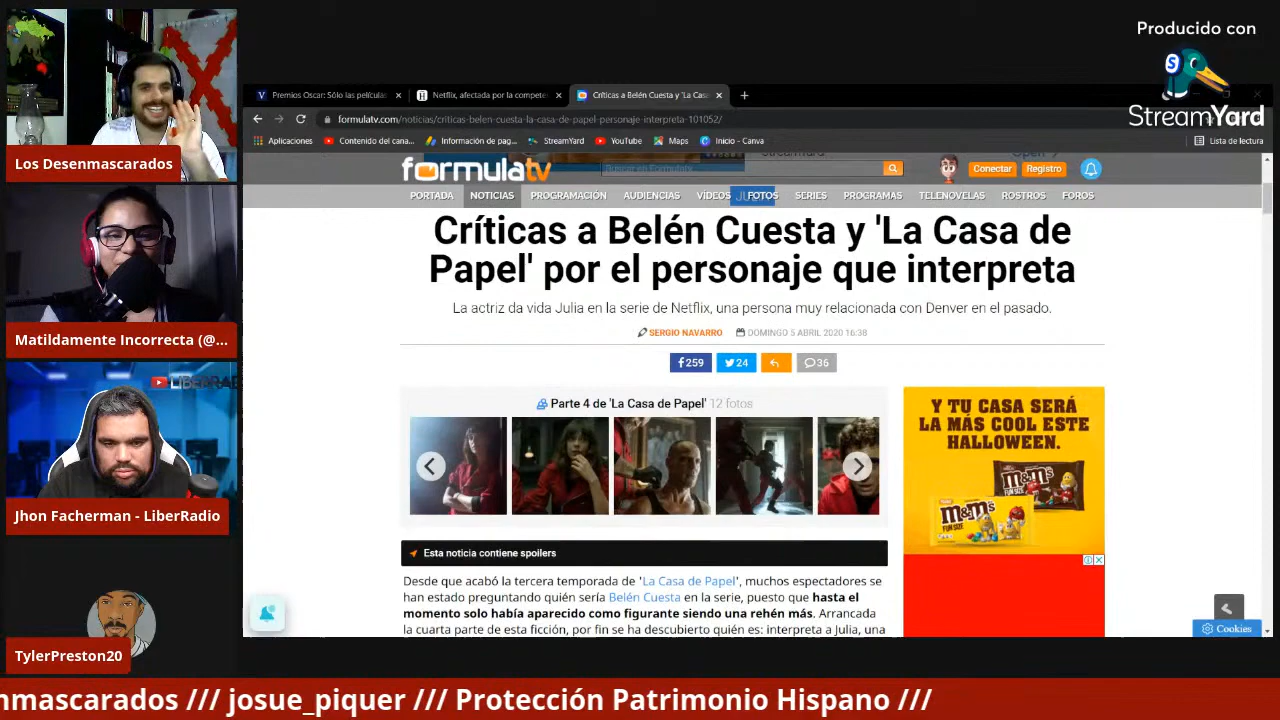 Producido con
StreamYard
Los Desenmascarados
Matildamente Incorrecta (@...
LIBERRAD
Jhon Facherman - LiberRadio
TylerPreston20
Premios Oscar: Sólo las películas
Netflix, afectada por la compete
Críticas a Belén Cuesta y 'La Cas
formulatv.com/noticias/criticas-belen-cuesta-la-casa-de-papel-personaje-interpreta-101052/
Aplicaciones
Contenido del cana...
Información de pag...
StreamYard
YouTube
Maps
Inicio - Canva
Lista de lectura
formulatv
Buscar en FormulaTV
Conectar
Registro
PORTADA
NOTICIAS
PROGRAMACIÓN
AUDIENCIAS
VÍDEOS
FOTOS
SERIES
PROGRAMAS
TELENOVELAS
ROSTROS
FOROS
Críticas a Belén Cuesta y 'La Casa de
Papel' por el personaje que interpreta
La actriz da vida Julia en la serie de Netflix, una persona muy relacionada con Denver en el pasado.
SERGIO NAVARRO
DOMINGO 5 ABRIL 2020 16:38
259
24
36
Parte 4 de 'La Casa de Papel' 12 fotos
Esta noticia contiene spoilers
Desde que acabó la tercera temporada de 'La Casa de Papel', muchos espectadores se
han estado preguntando quién sería Belén Cuesta en la serie, puesto que hasta el
momento solo había aparecido como figurante siendo una rehén más. Arrancada
la cuarta parte de esta ficción, por fin se ha descubierto quién es: interpreta a Julia, una
Y TU CASA SERÁ
LA MÁS COOL ESTE
HALLOWEEN.
m&m's
FUN SIZE
m&m's
FUN SIZE
Cookies
nmascarados /// josue_piquer /// Protección Patrimonio Hispano ///